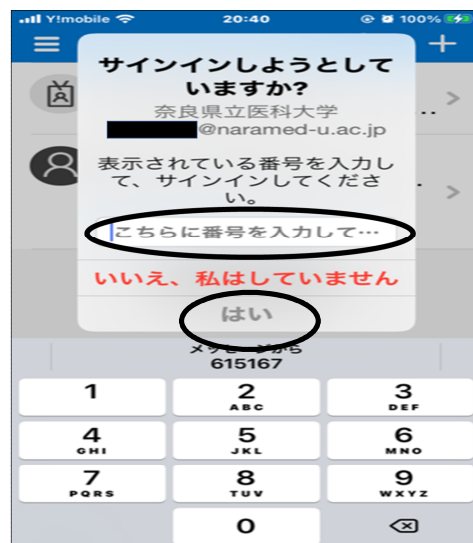 Y!mobile 20:40 100%
サインインしようとして
いますか?
奈良県立医科大学
@naramed-u.ac.jp
表示されている番号を入力し
て、サインインしてくださ
い。
こちらに番号を入力して…
いいえ、私はしていません
はい
メッセージから
615167
1 2 3
ABC DEF
4 5 6
GHI JKL MNO
7 8 9
PQRS TUV WXYZ
0